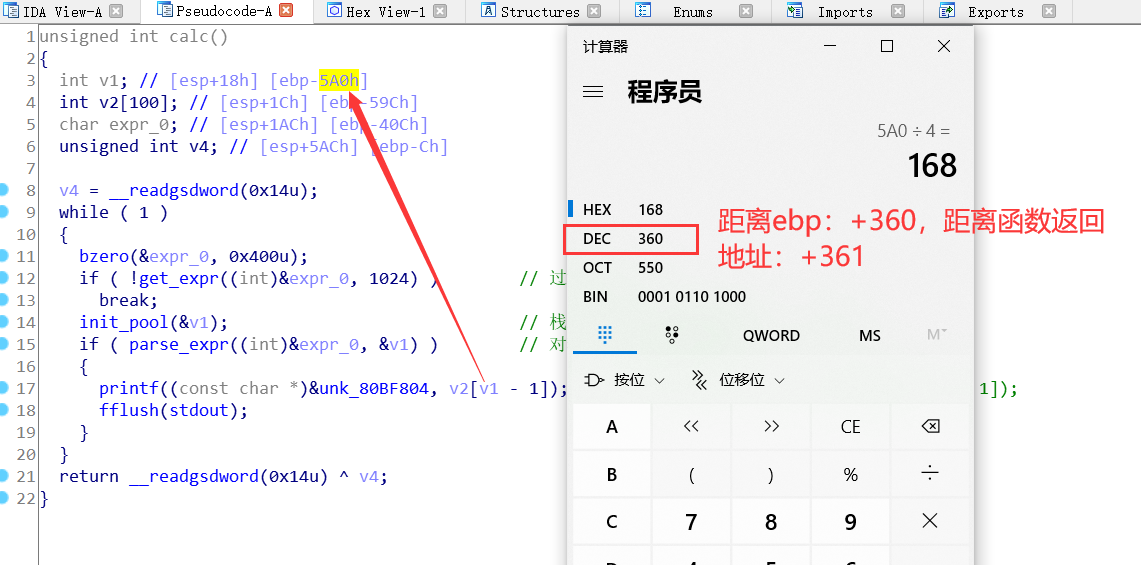 IDA View-A Pseudocode-A Hex View-1 Structures Enums Imports Exports
1 unsigned int calc()
2 {
3 int v1; // [esp+18h] [ebp-5A0h]
4 int v2[100]; // [esp+1Ch] [ebp-59Ch]
5 char expr_0; // [esp+1ACh] [ebp-40Ch]
6 unsigned int v4; // [esp+5ACh] [ebp-Ch]
7
8 v4 = __readgsdword(0x14u);
9 while ( 1 )
10 {
11 bzero(&expr_0, 0x400u);
12 if ( !get_expr((int)&expr_0, 1024) ) // 过
13 break;
14 init_pool(&v1); // 栈
15 if ( parse_expr((int)&expr_0, &v1) ) // 对
16 {
17 printf((const char *)&unk_80BF804, v2[v1 - 1]); 1]);
18 fflush(stdout);
19 }
20 }
21 return __readgsdword(0x14u) ^ v4;
22 }
计算器
程序员
5A0 ÷ 4 =
168
HEX 168
DEC 360
OCT 550
BIN 0001 0110 1000
QWORD MS M˅
按位 位移位
A << >> CE
B ( ) % ÷
C 7 8 9 ×
距离ebp：+360，距离函数返回
地址：+361